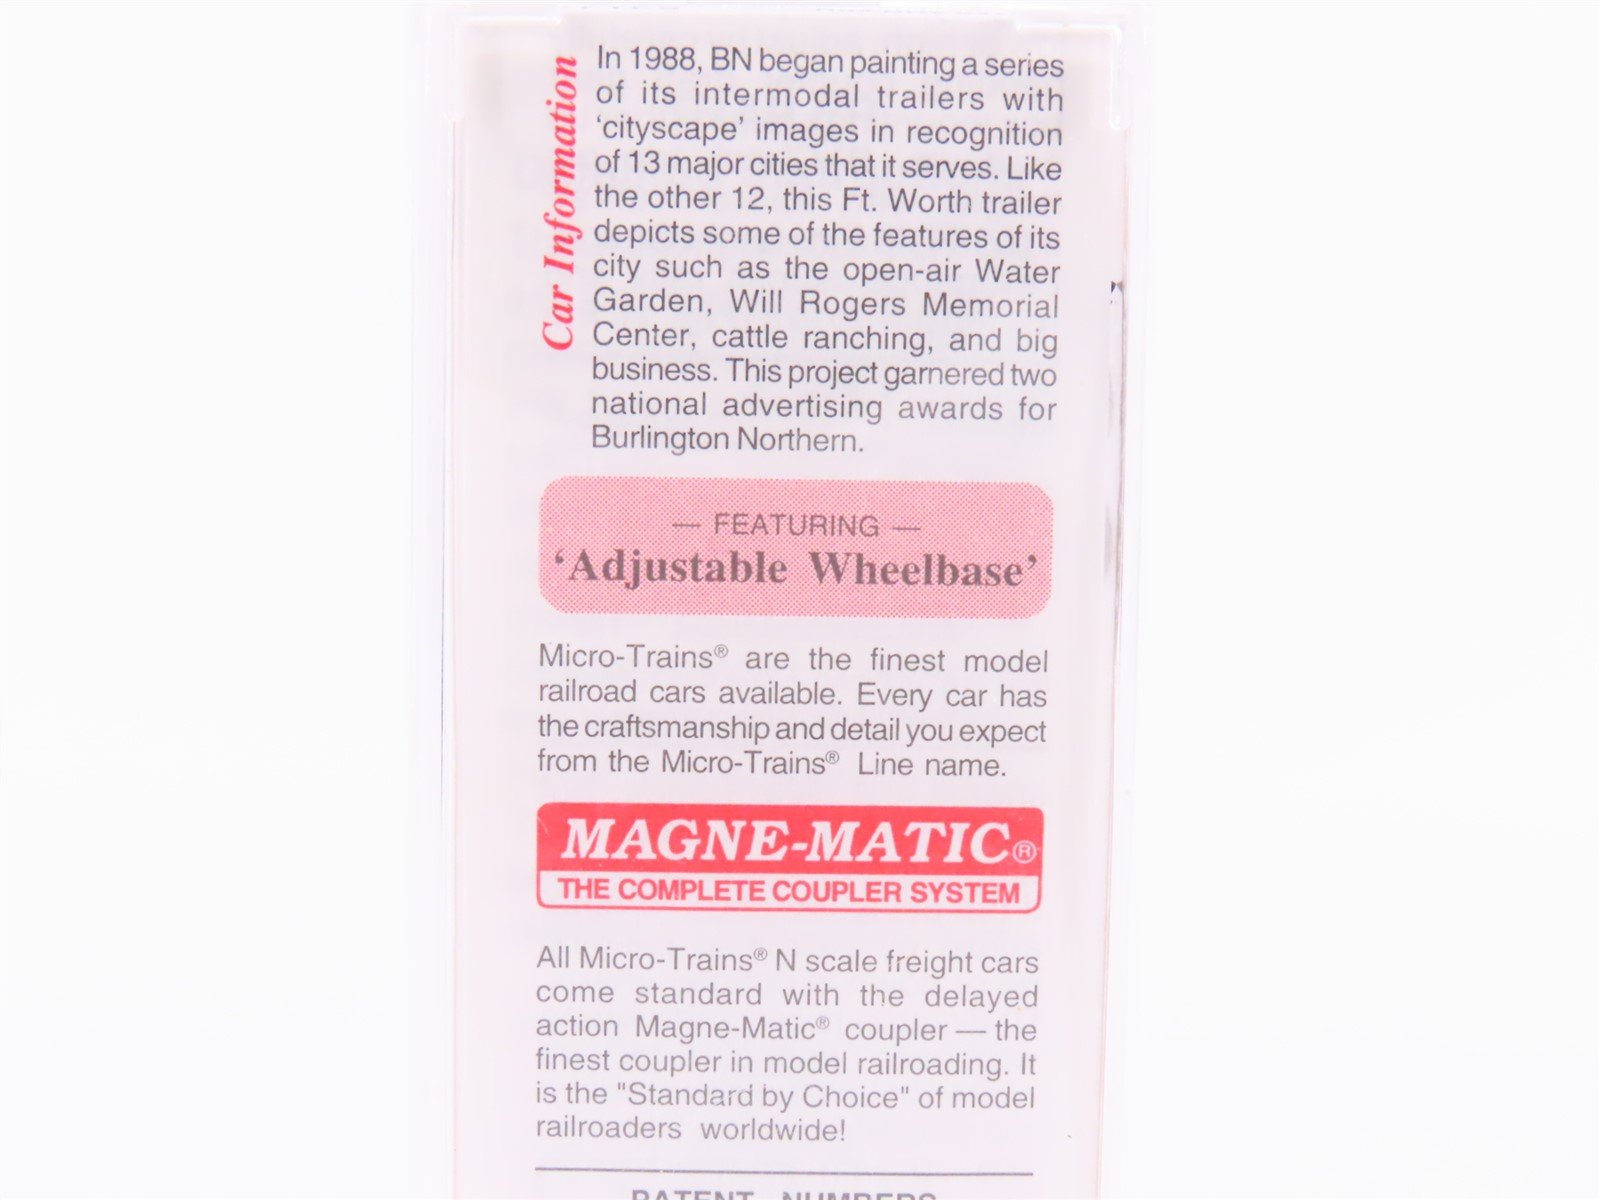 Car Information
In 1988, BN began painting a series
of its intermodal trailers with
'cityscape' images in recognition
of 13 major cities that it serves. Like
the other 12, this Ft. Worth trailer
depicts some of the features of its
city such as the open-air Water
Garden, Will Rogers Memorial
Center, cattle ranching, and big
business. This project garnered two
national advertising awards for
Burlington Northern.
— FEATURING —
'Adjustable Wheelbase'
Micro-Trains® are the finest model
railroad cars available. Every car has
the craftsmanship and detail you expect
from the Micro-Trains® Line name.
MAGNE-MATIC®
THE COMPLETE COUPLER SYSTEM
All Micro-Trains® N scale freight cars
come standard with the delayed
action Magne-Matic® coupler — the
finest coupler in model railroading. It
is the "Standard by Choice" of model
railroaders worldwide!
PATENT NUMBERS